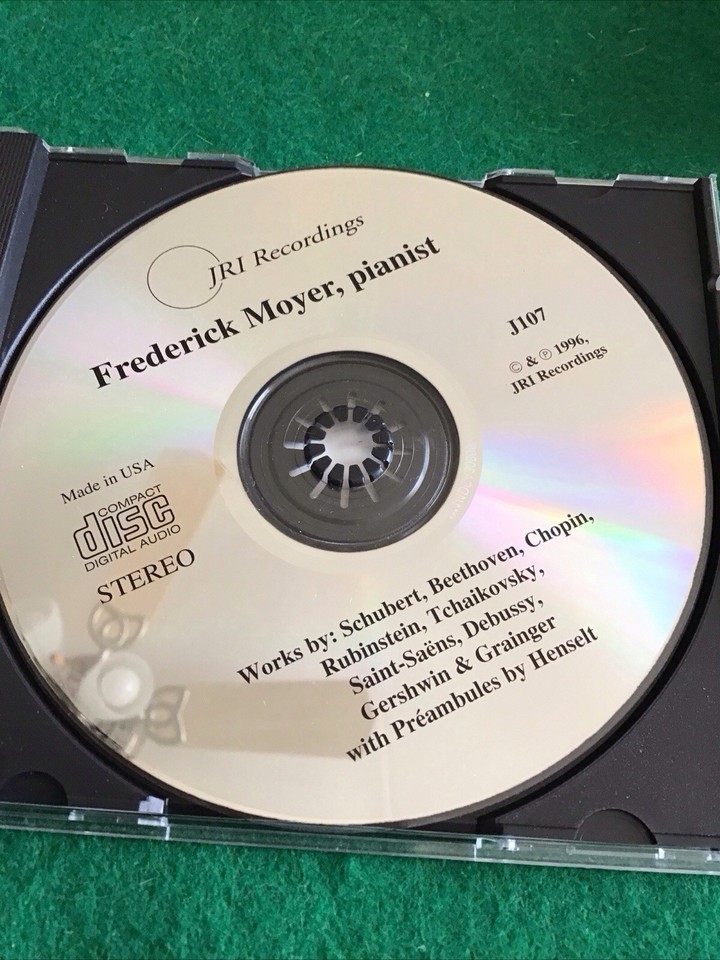 JRI Recordings
Frederick Moyer, pianist
J107
© & ℗ 1996,
JRI Recordings
Made in USA
COMPACT
disc
DIGITAL AUDIO
STEREO
Works by: Schubert, Beethoven, Chopin,
Rubinstein, Tchaikovsky,
Saint-Saëns, Debussy,
Gershwin & Grainger
with Préambules by Henselt